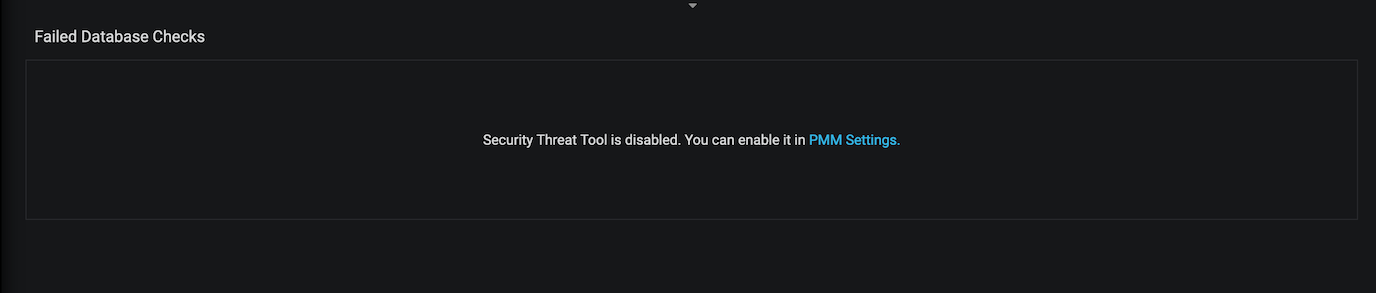 Failed Database Checks
Security Threat Tool is disabled. You can enable it in PMM Settings.